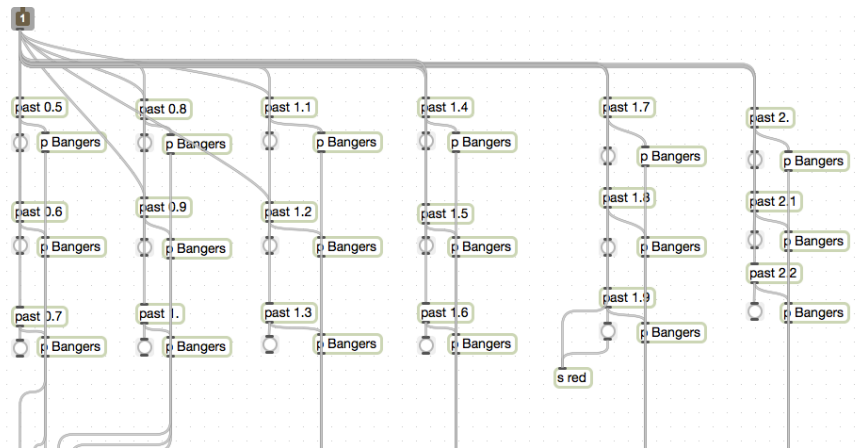 1
past 0.5
past 0.8
past 1.1
past 1.4
past 1.7
past 2.
p Bangers
p Bangers
p Bangers
p Bangers
p Bangers
p Bangers
past 0.6
past 0.9
past 1.2
past 1.5
past 1.8
past 2.1
p Bangers
p Bangers
p Bangers
p Bangers
p Bangers
p Bangers
past 0.7
past 1.
past 1.3
past 1.6
past 1.9
past 2.2
p Bangers
p Bangers
p Bangers
p Bangers
p Bangers
p Bangers
s red